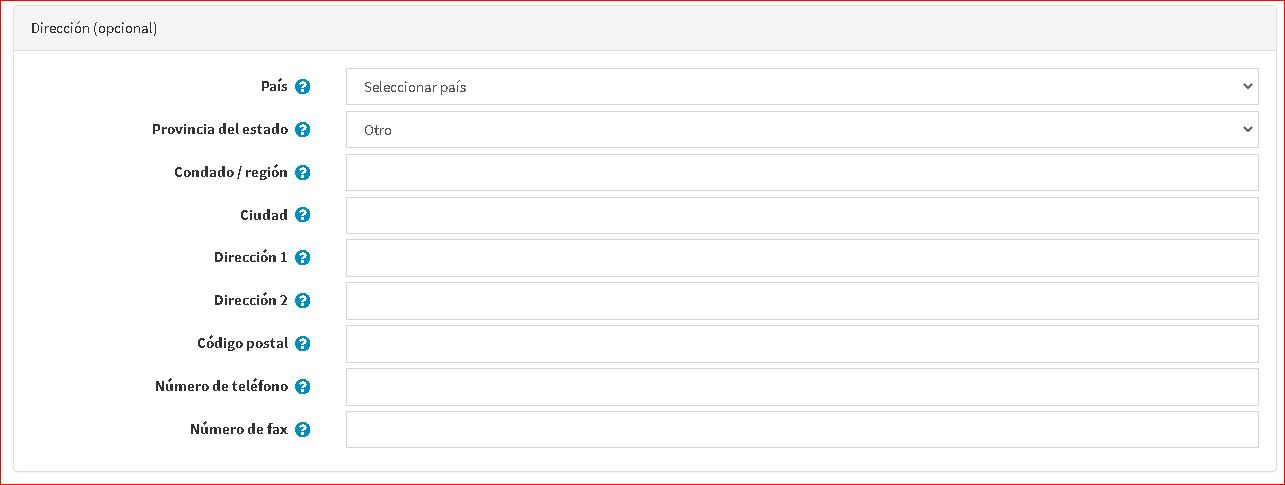 Dirección (opcional)
País ?
Seleccionar país
Provincia del estado ?
Otro
Condado / región ?
Ciudad ?
Dirección 1 ?
Dirección 2 ?
Código postal ?
Número de teléfono ?
Número de fax ?